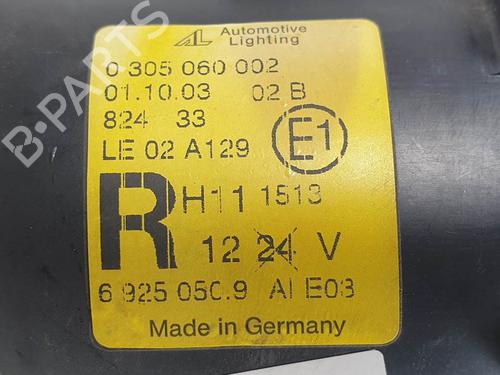 AL Automotive
Lighting
0 305 060 002
01.10.03 02 B
824 33
LE 02 A129
E1
R H11 1513
12 24 V
6 925 050.9 AI E03
Made in Germany
B-PARTS